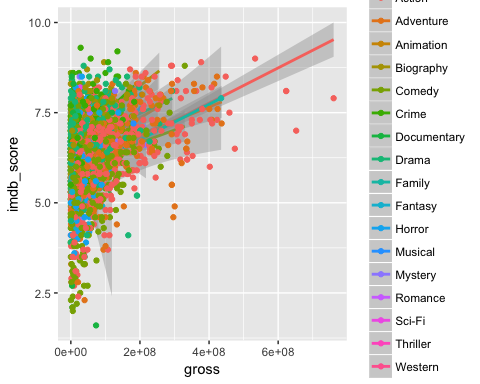 Action
Adventure
Animation
Biography
Comedy
Crime
Documentary
Drama
Family
Fantasy
Horror
Musical
Mystery
Romance
Sci-Fi
Thriller
Western
10.0
7.5
5.0
2.5
imdb_score
0e+00 2e+08 4e+08 6e+08
gross